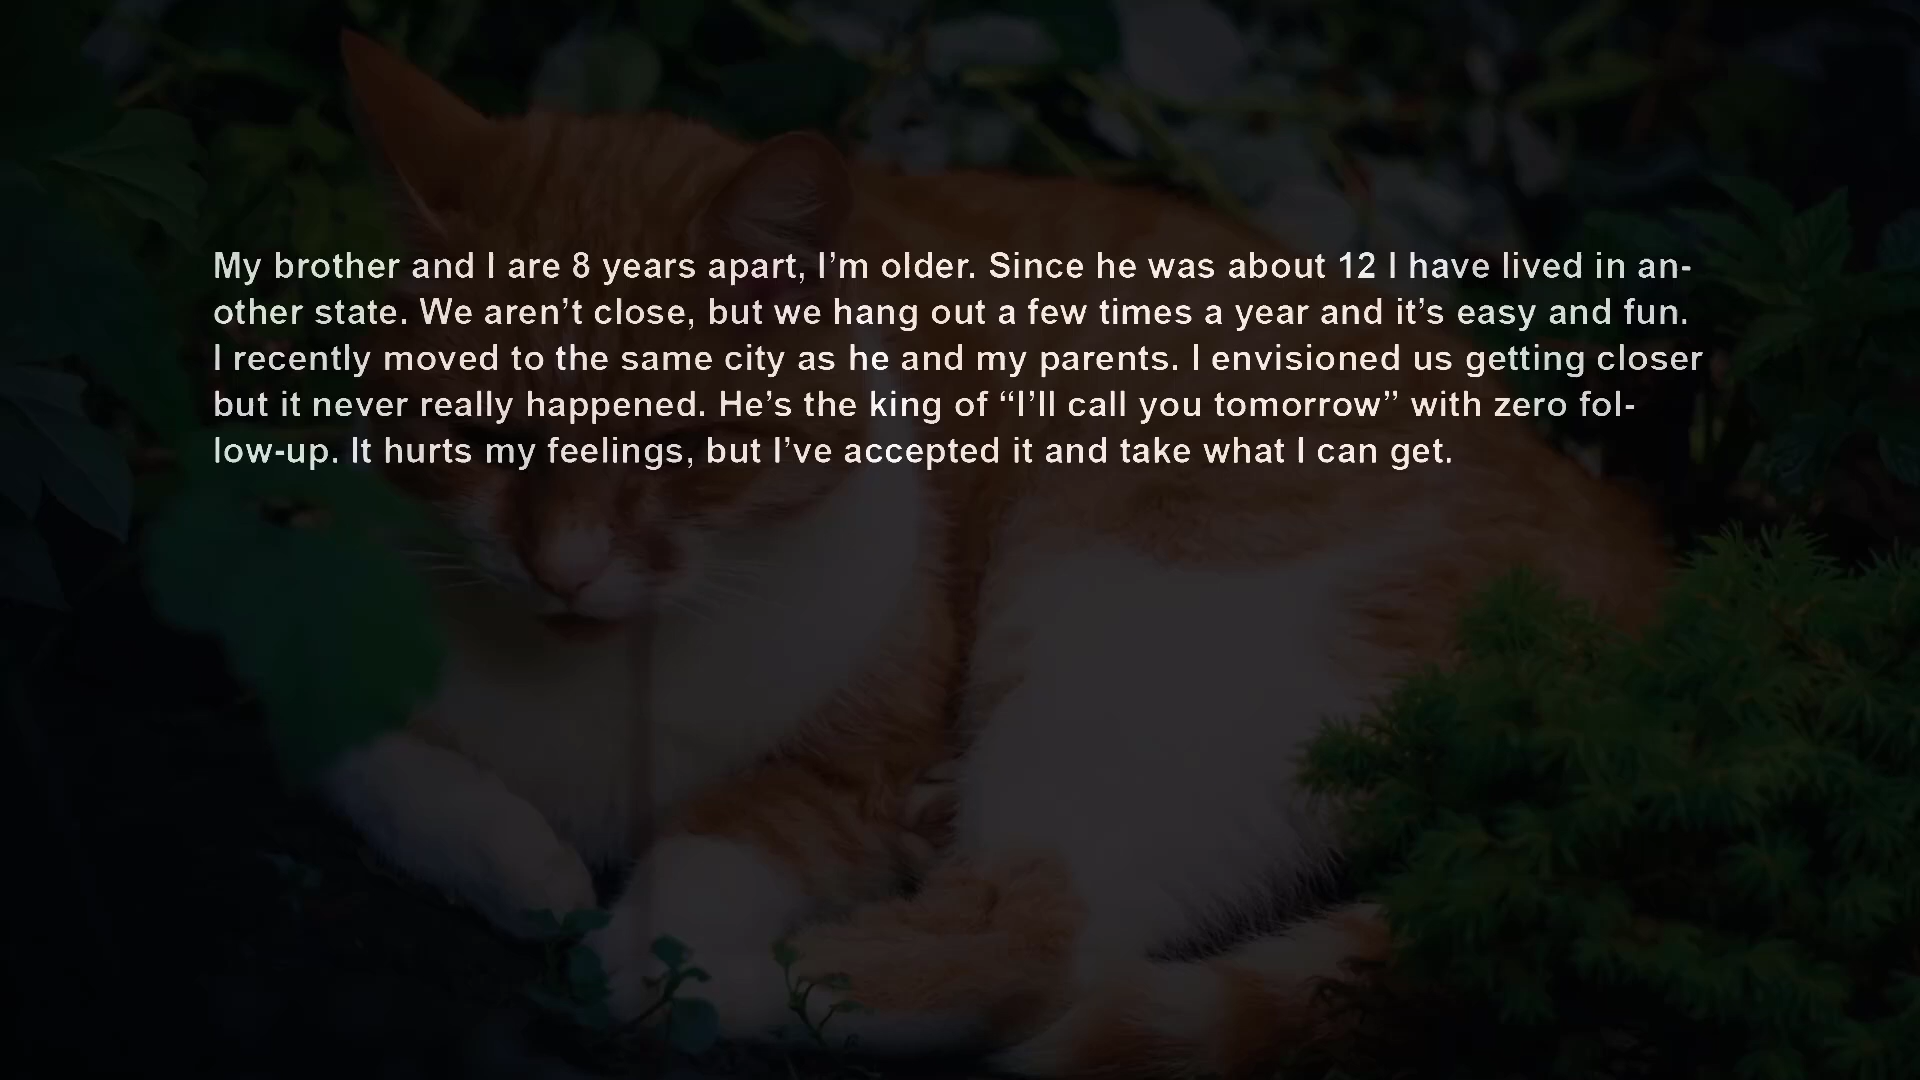 My brother and I are 8 years apart, I’m older. Since he was about 12 I have lived in an-
other state. We aren’t close, but we hang out a few times a year and it’s easy and fun.
I recently moved to the same city as he and my parents. I envisioned us getting closer
but it never really happened. He’s the king of “I’ll call you tomorrow” with zero fol-
low-up. It hurts my feelings, but I’ve accepted it and take what I can get.